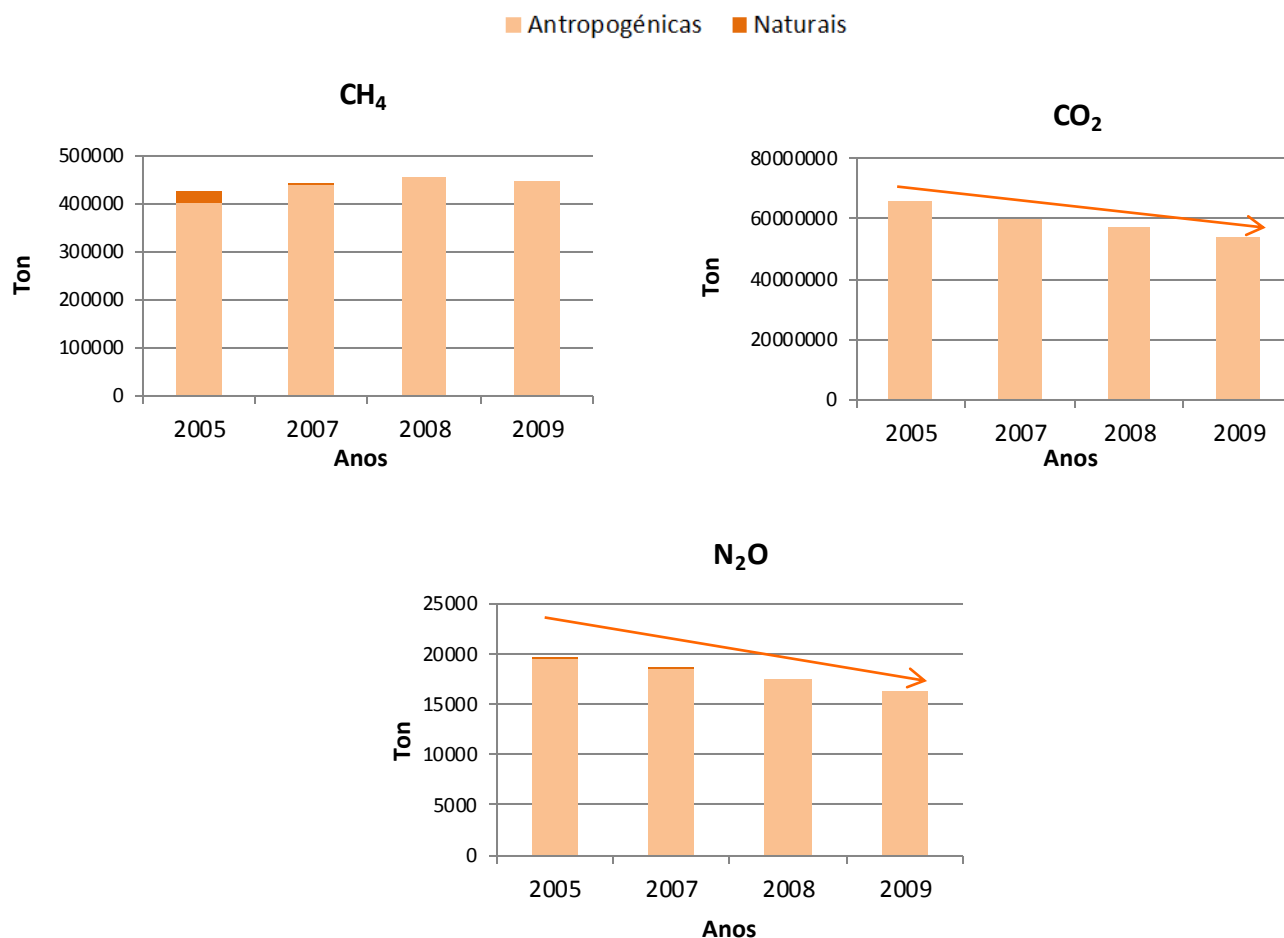 Antropogénicas Naturais
CH₄
500000
400000
300000
200000
100000
0
Ton
2005 2007 2008 2009
Anos
CO₂
80000000
60000000
40000000
20000000
0
Ton
2005 2007 2008 2009
Anos
N₂O
25000
20000
15000
10000
5000
0
Ton
2005 2007 2008 2009
Anos